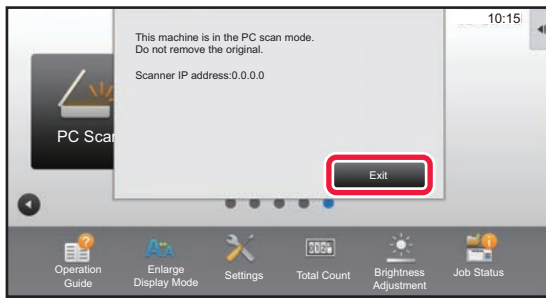 10:15
This machine is in the PC scan mode.
Do not remove the original.
Scanner IP address:0.0.0.0
PC Scan
Exit
Operation
Guide
Enlarge
Display Mode
Settings
Total Count
Brightness
Adjustment
Job Status